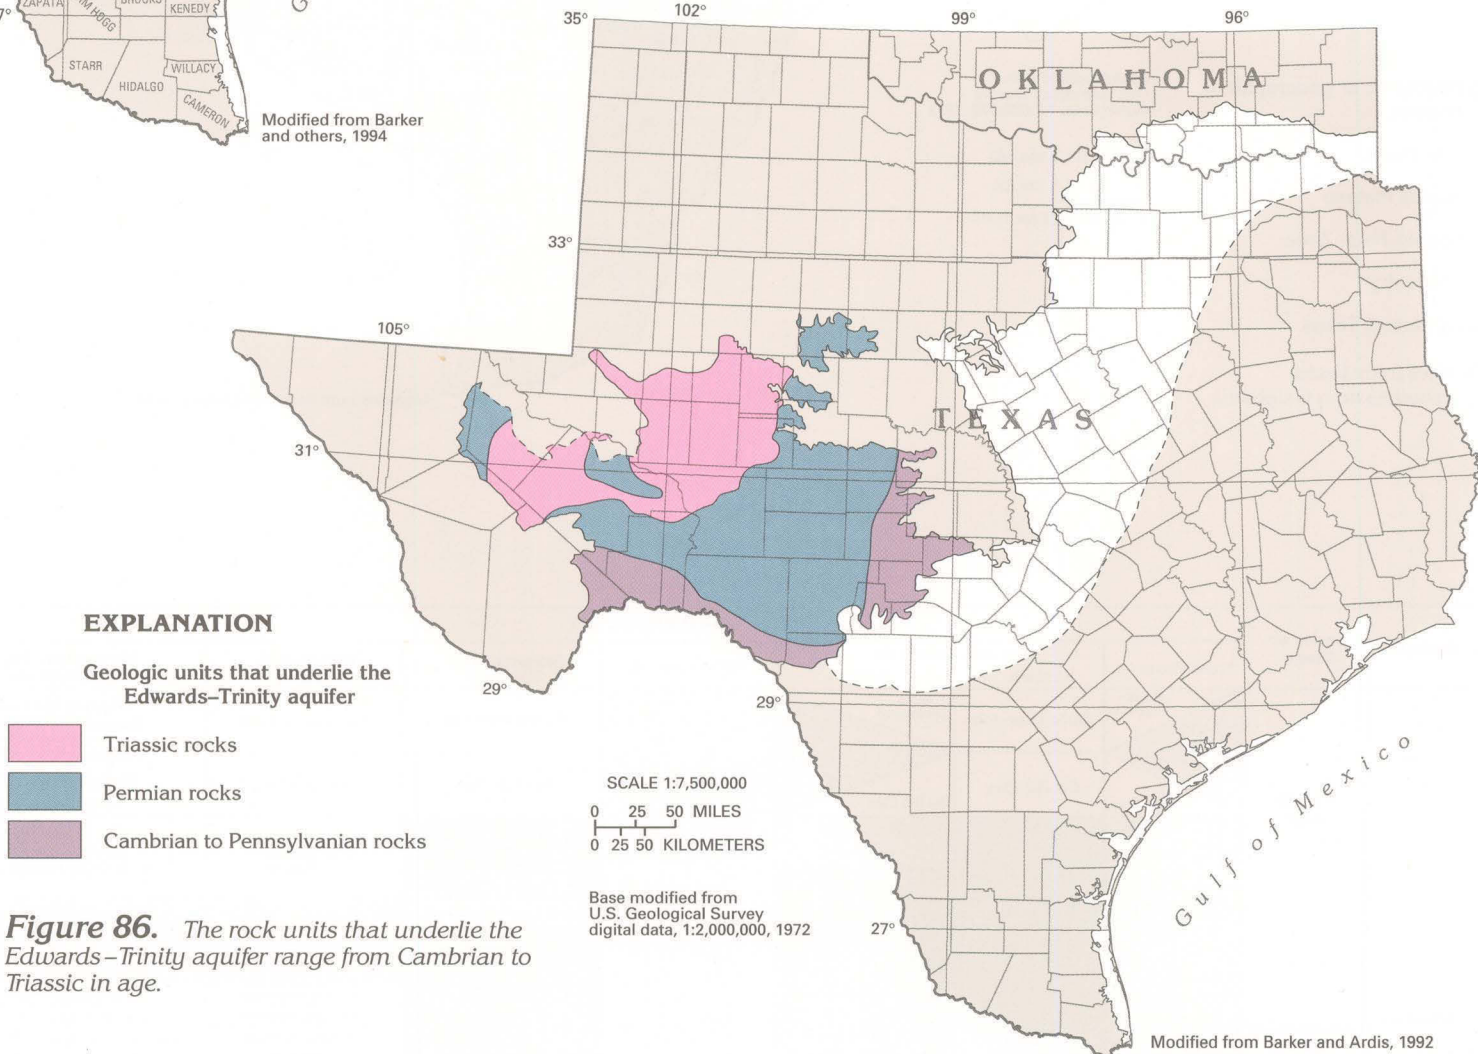 ZAPATA
KENEDY
STARR
WILLACY
HIDALGO
CAMERON
Modified from Barker
and others, 1994
35°
102°
99°
96°
OKLAHOMA
33°
105°
TEXAS
31°
EXPLANATION
Geologic units that underlie the
Edwards–Trinity aquifer
29°
29°
Triassic rocks
Permian rocks
Cambrian to Pennsylvanian rocks
SCALE 1:7,500,000
0 25 50 MILES
0 25 50 KILOMETERS
Gulf of Mexico
Base modified from
U.S. Geological Survey
digital data, 1:2,000,000, 1972
27°
Figure 86. The rock units that underlie the
Edwards–Trinity aquifer range from Cambrian to
Triassic in age.
Modified from Barker and Ardis, 1992